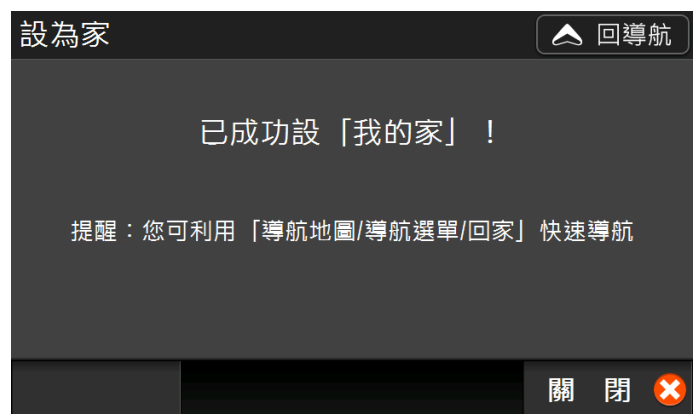 設為家
回導航
已成功設「我的家」！
提醒：您可利用「導航地圖/導航選單/回家」快速導航
關 閉